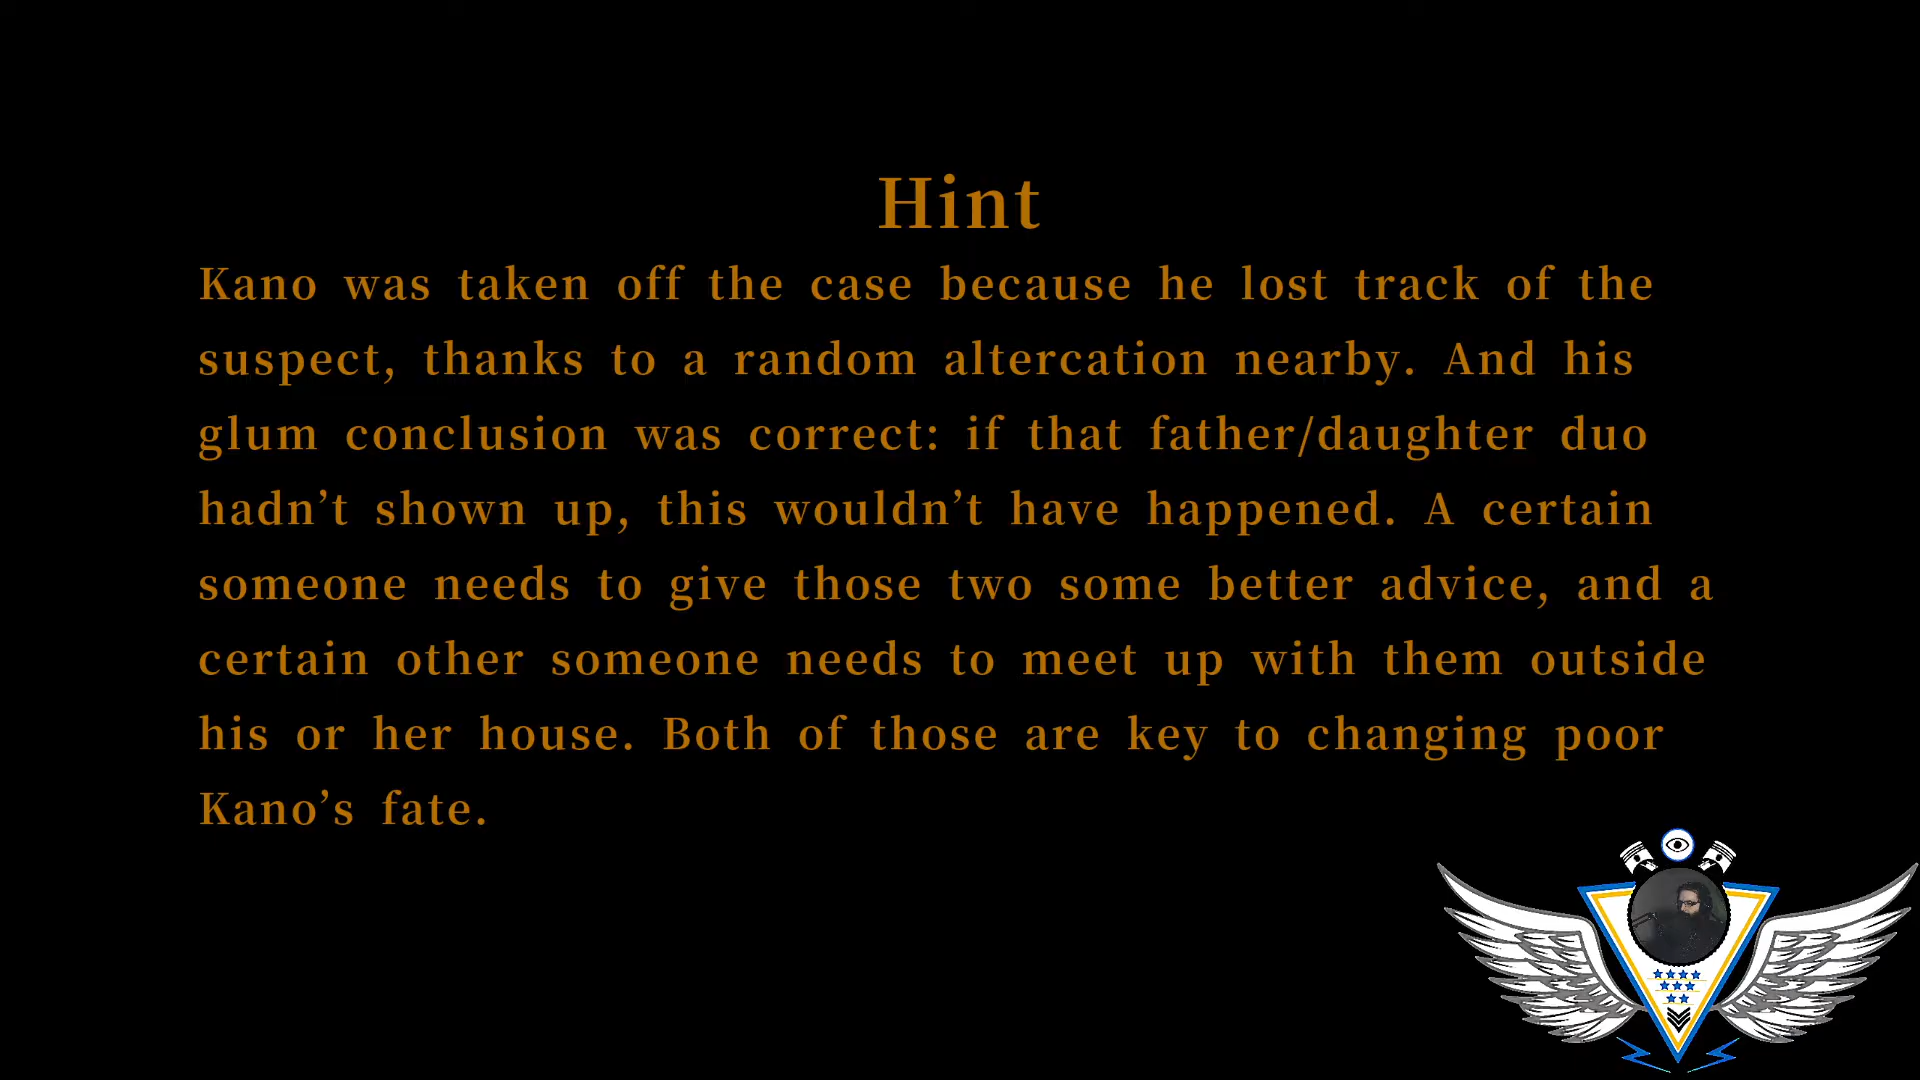 Hint
Kano was taken off the case because he lost track of the
suspect, thanks to a random altercation nearby. And his
glum conclusion was correct: if that father/daughter duo
hadn’t shown up, this wouldn’t have happened. A certain
someone needs to give those two some better advice, and a
certain other someone needs to meet up with them outside
his or her house. Both of those are key to changing poor
Kano’s fate.